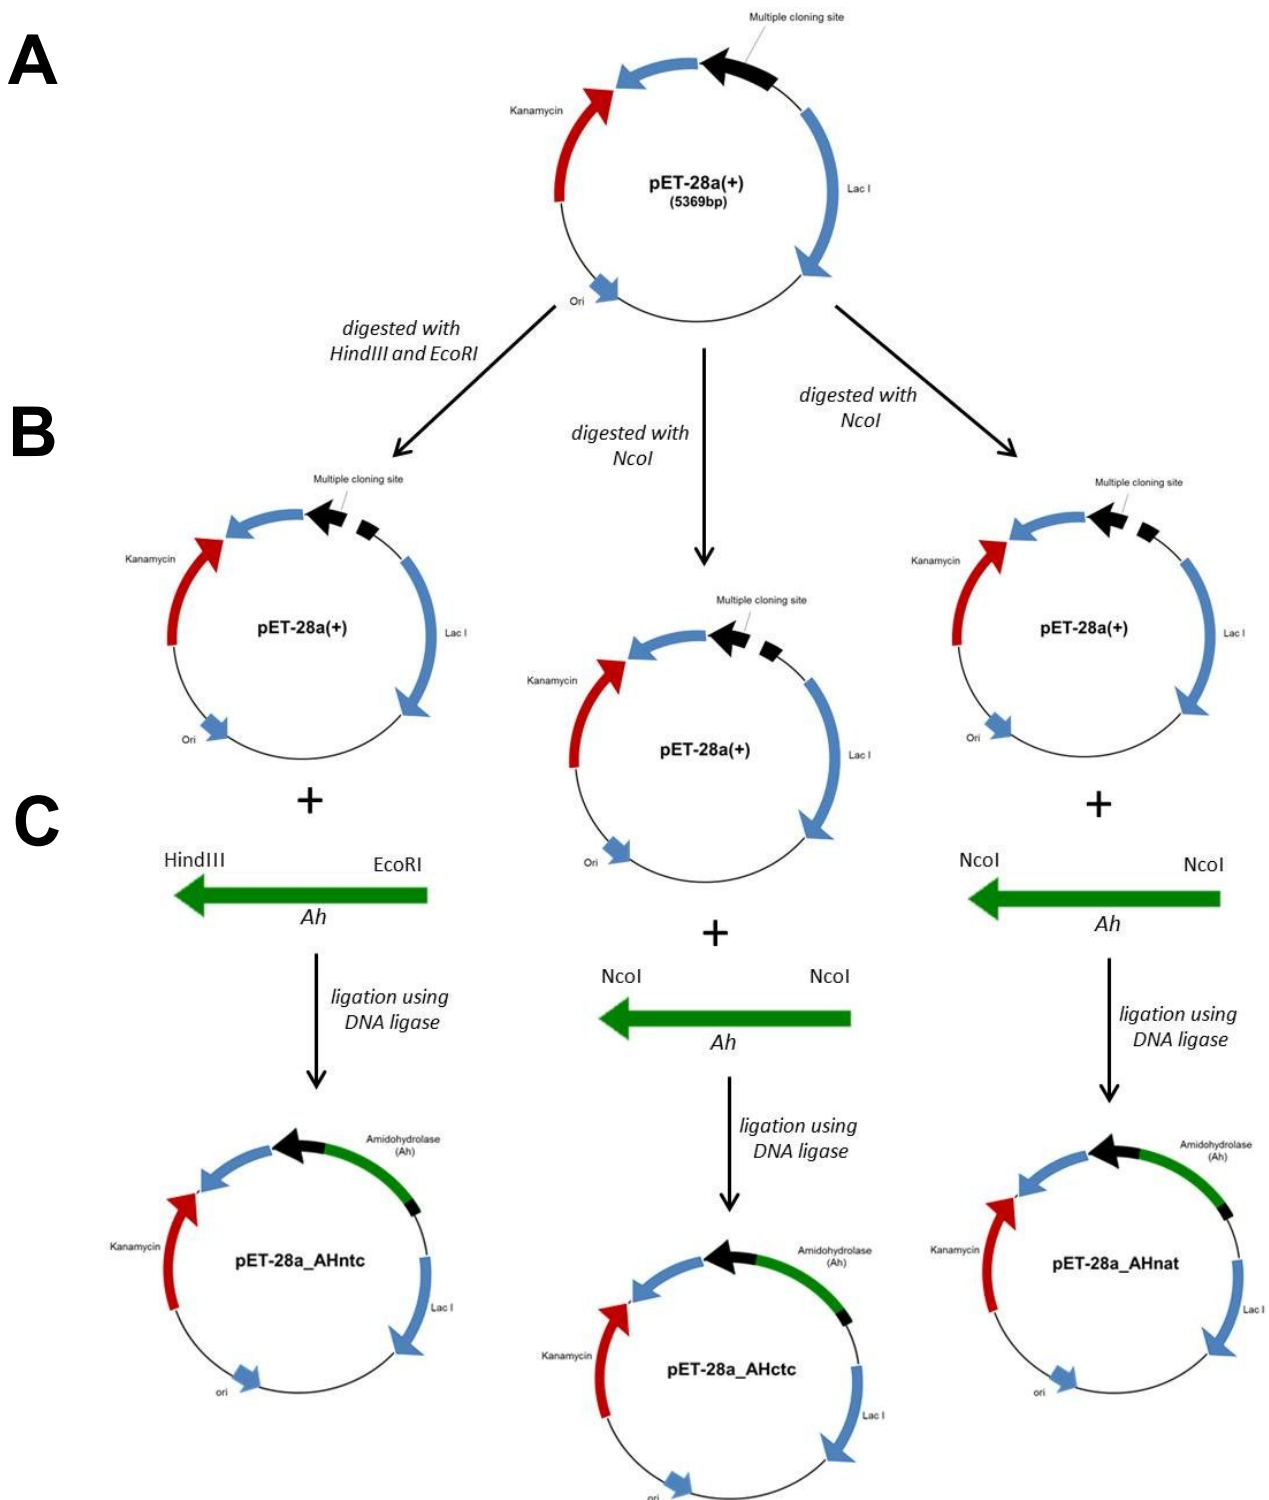 A
Multiple cloning site
Kanamycin
pET-28a(+)
(5369bp)
Lac I
Ori
digested with
HindIII and EcoRI
digested with
NcoI
digested with
NcoI
B
Multiple cloning site
Kanamycin
pET-28a(+)
Lac I
Ori
Multiple cloning site
Kanamycin
pET-28a(+)
Lac I
Ori
Multiple cloning site
Kanamycin
pET-28a(+)
Lac I
Ori
C
+
HindIII
EcoRI
Ah
ligation using
DNA ligase
+
NcoI
NcoI
Ah
ligation using
DNA ligase
+
NcoI
NcoI
Ah
ligation using
DNA ligase
Amidohydrolase
(Ah)
Kanamycin
pET-28a_AHntc
Lac I
ori
Amidohydrolase
(Ah)
Kanamycin
pET-28a_AHctc
Lac I
ori
Amidohydrolase
(Ah)
Kanamycin
pET-28a_AHnat
Lac I
ori